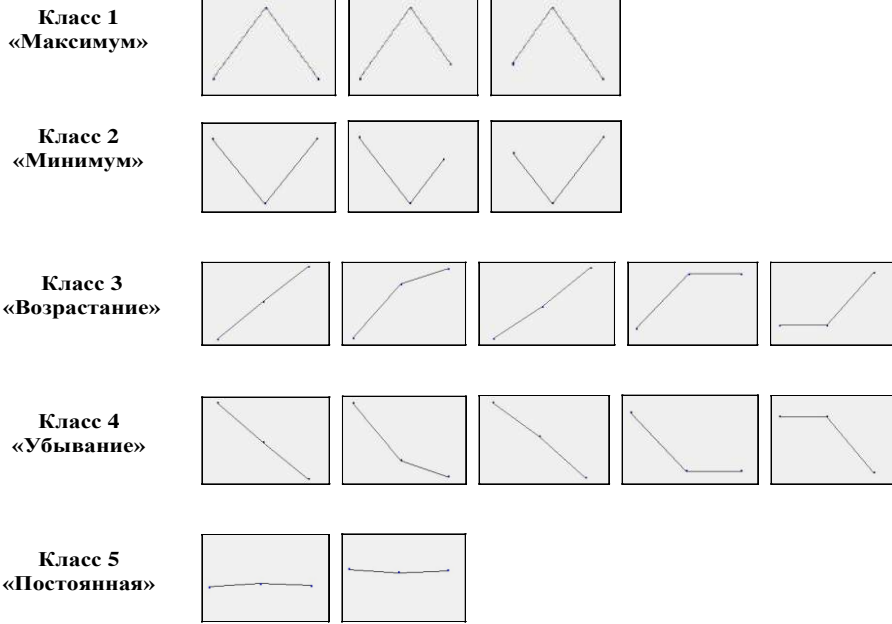 Класс 1
«Максимум»
Класс 2
«Минимум»
Класс 3
«Возрастание»
Класс 4
«Убывание»
Класс 5
«Постоянная»